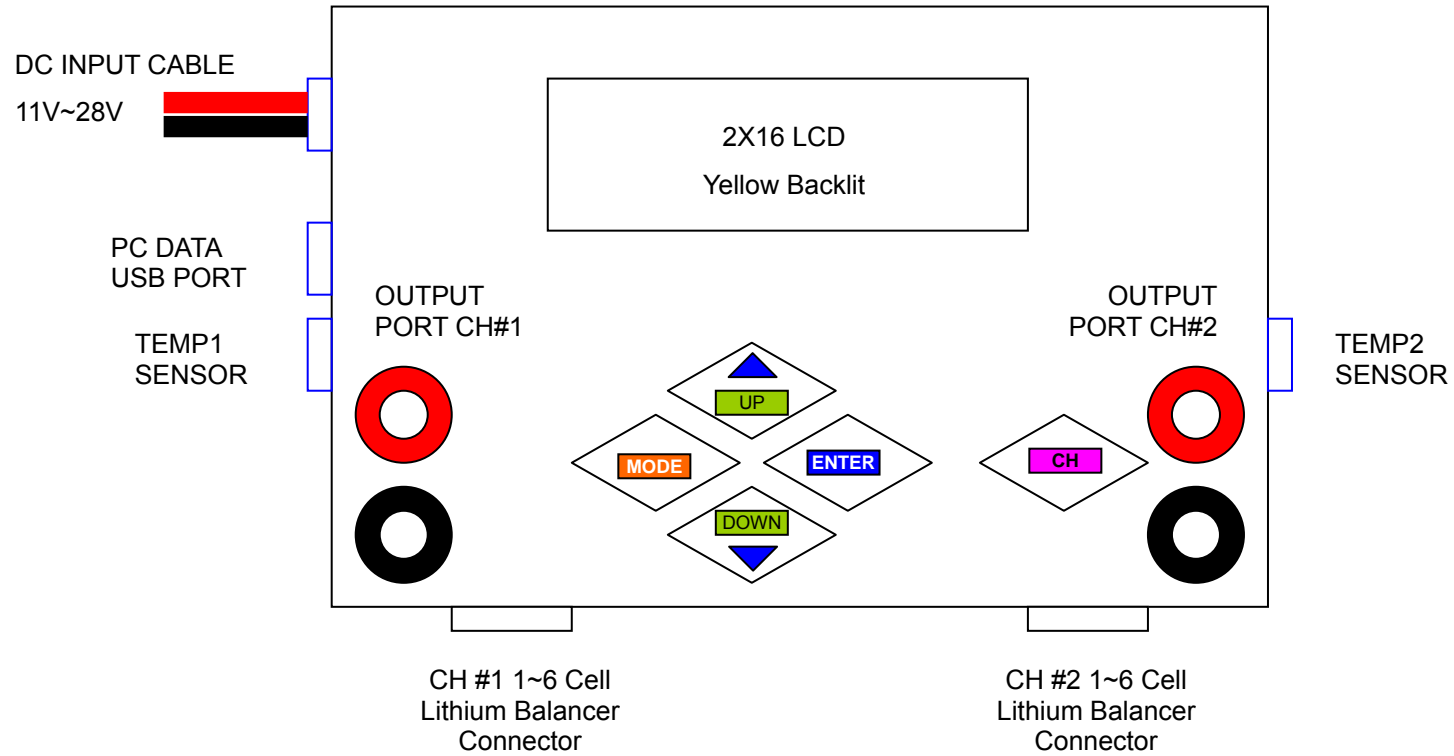 DC INPUT CABLE
11V~28V
2X16 LCD
Yellow Backlit
PC DATA
USB PORT
TEMP1
SENSOR
OUTPUT
PORT CH#1
OUTPUT
PORT CH#2
TEMP2
SENSOR
UP
MODE
ENTER
CH
DOWN
CH #1 1~6 Cell
Lithium Balancer
Connector
CH #2 1~6 Cell
Lithium Balancer
Connector